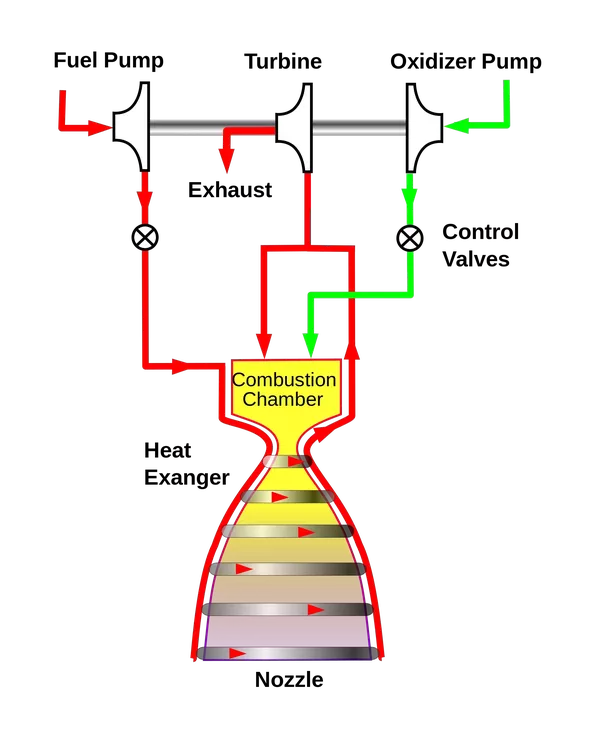 Fuel Pump
Turbine
Oxidizer Pump
Exhaust
Control
Valves
Combustion
Chamber
Heat
Exanger
Nozzle